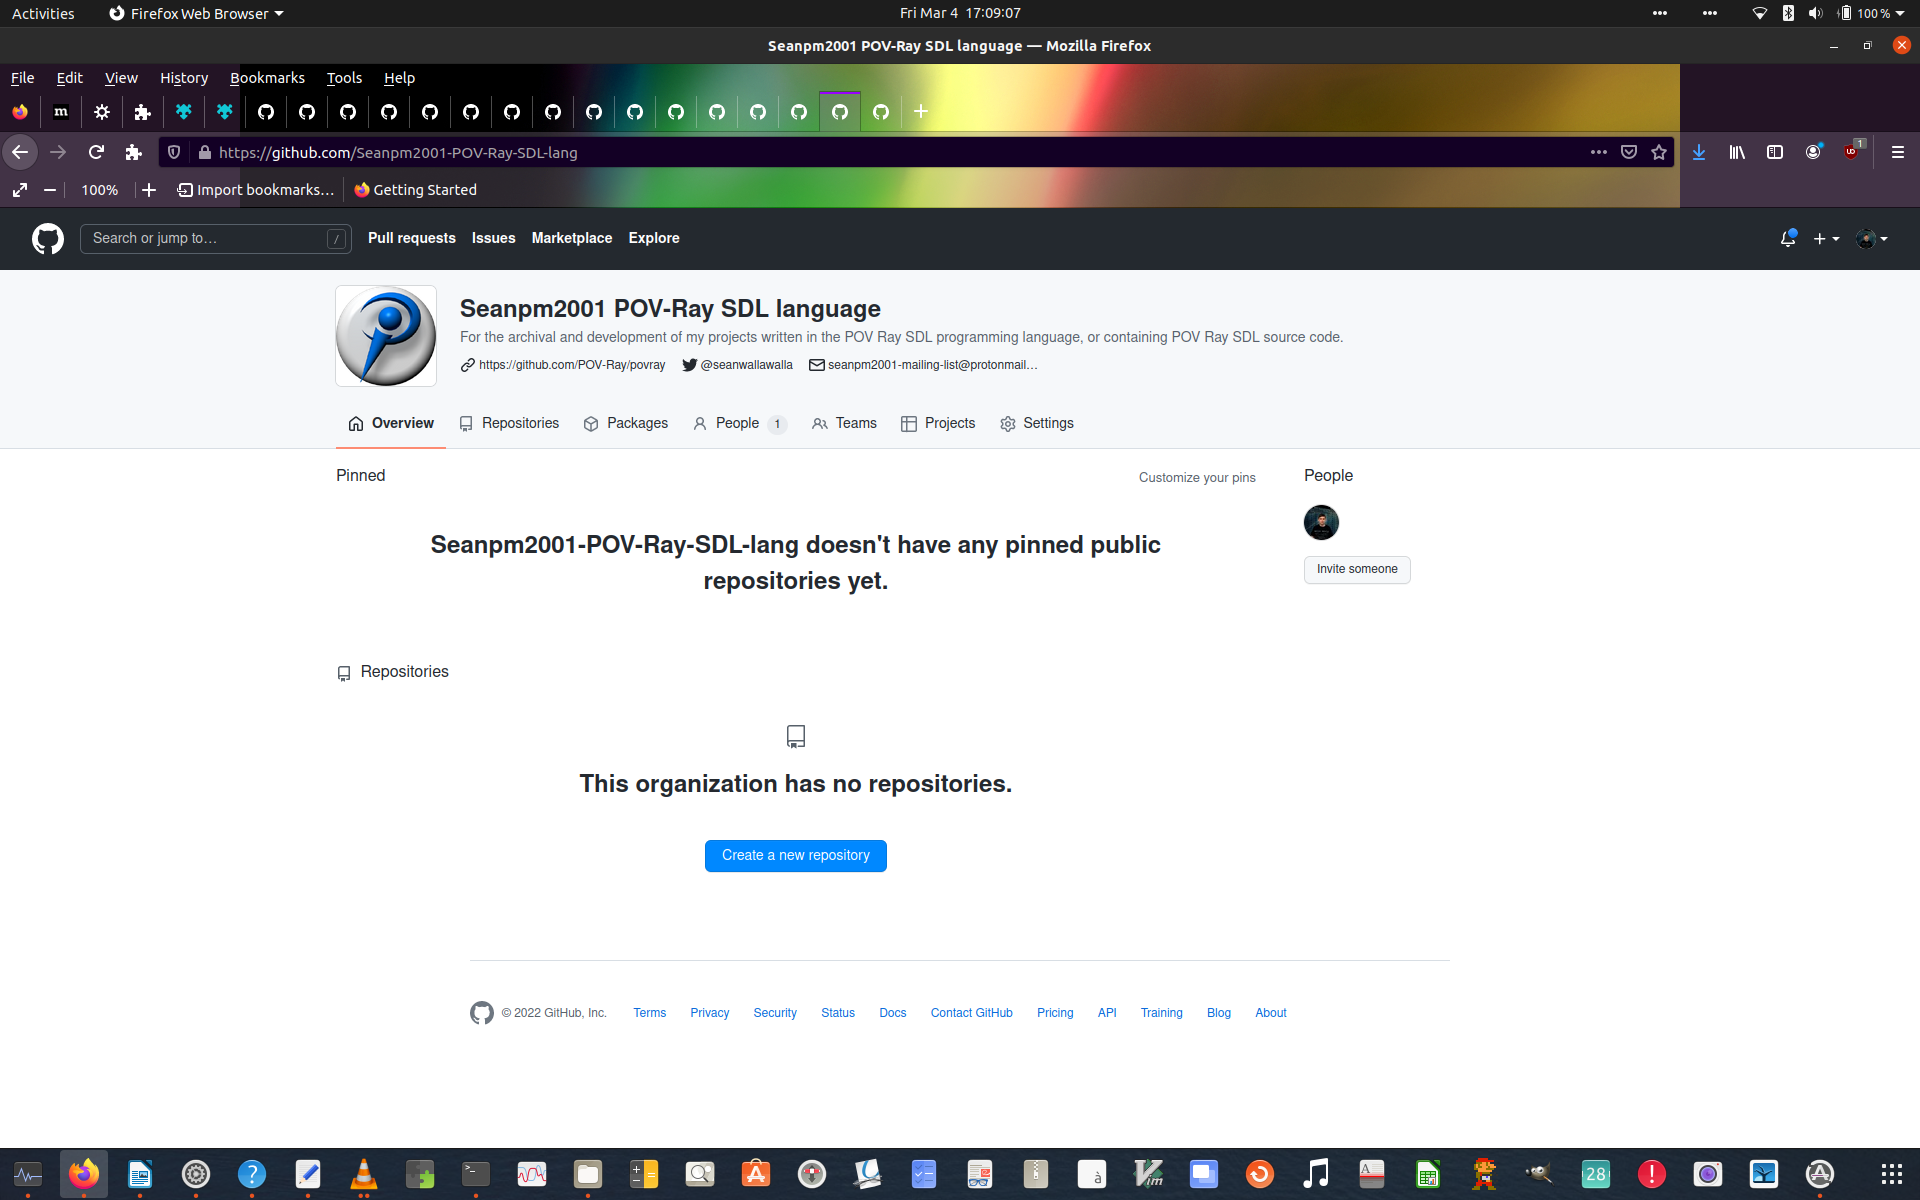 Activities
Firefox Web Browser
Fri Mar 4 17:09:07
100 %
Seanpm2001 POV-Ray SDL language — Mozilla Firefox
File Edit View History Bookmarks Tools Help
https://github.com/Seanpm2001-POV-Ray-SDL-lang
1
100%
Import bookmarks…
Getting Started
Search or jump to…
/
Pull requests Issues Marketplace Explore
Seanpm2001 POV-Ray SDL language
For the archival and development of my projects written in the POV Ray SDL programming language, or containing POV Ray SDL source code.
https://github.com/POV-Ray/povray @seanwallawalla seanpm2001-mailing-list@protonmail…
Overview Repositories Packages People 1 Teams Projects Settings
Pinned
Customize your pins
People
Seanpm2001-POV-Ray-SDL-lang doesn't have any pinned public
repositories yet.
Invite someone
Repositories
This organization has no repositories.
Create a new repository
© 2022 GitHub, Inc. Terms Privacy Security Status Docs Contact GitHub Pricing API Training Blog About
28